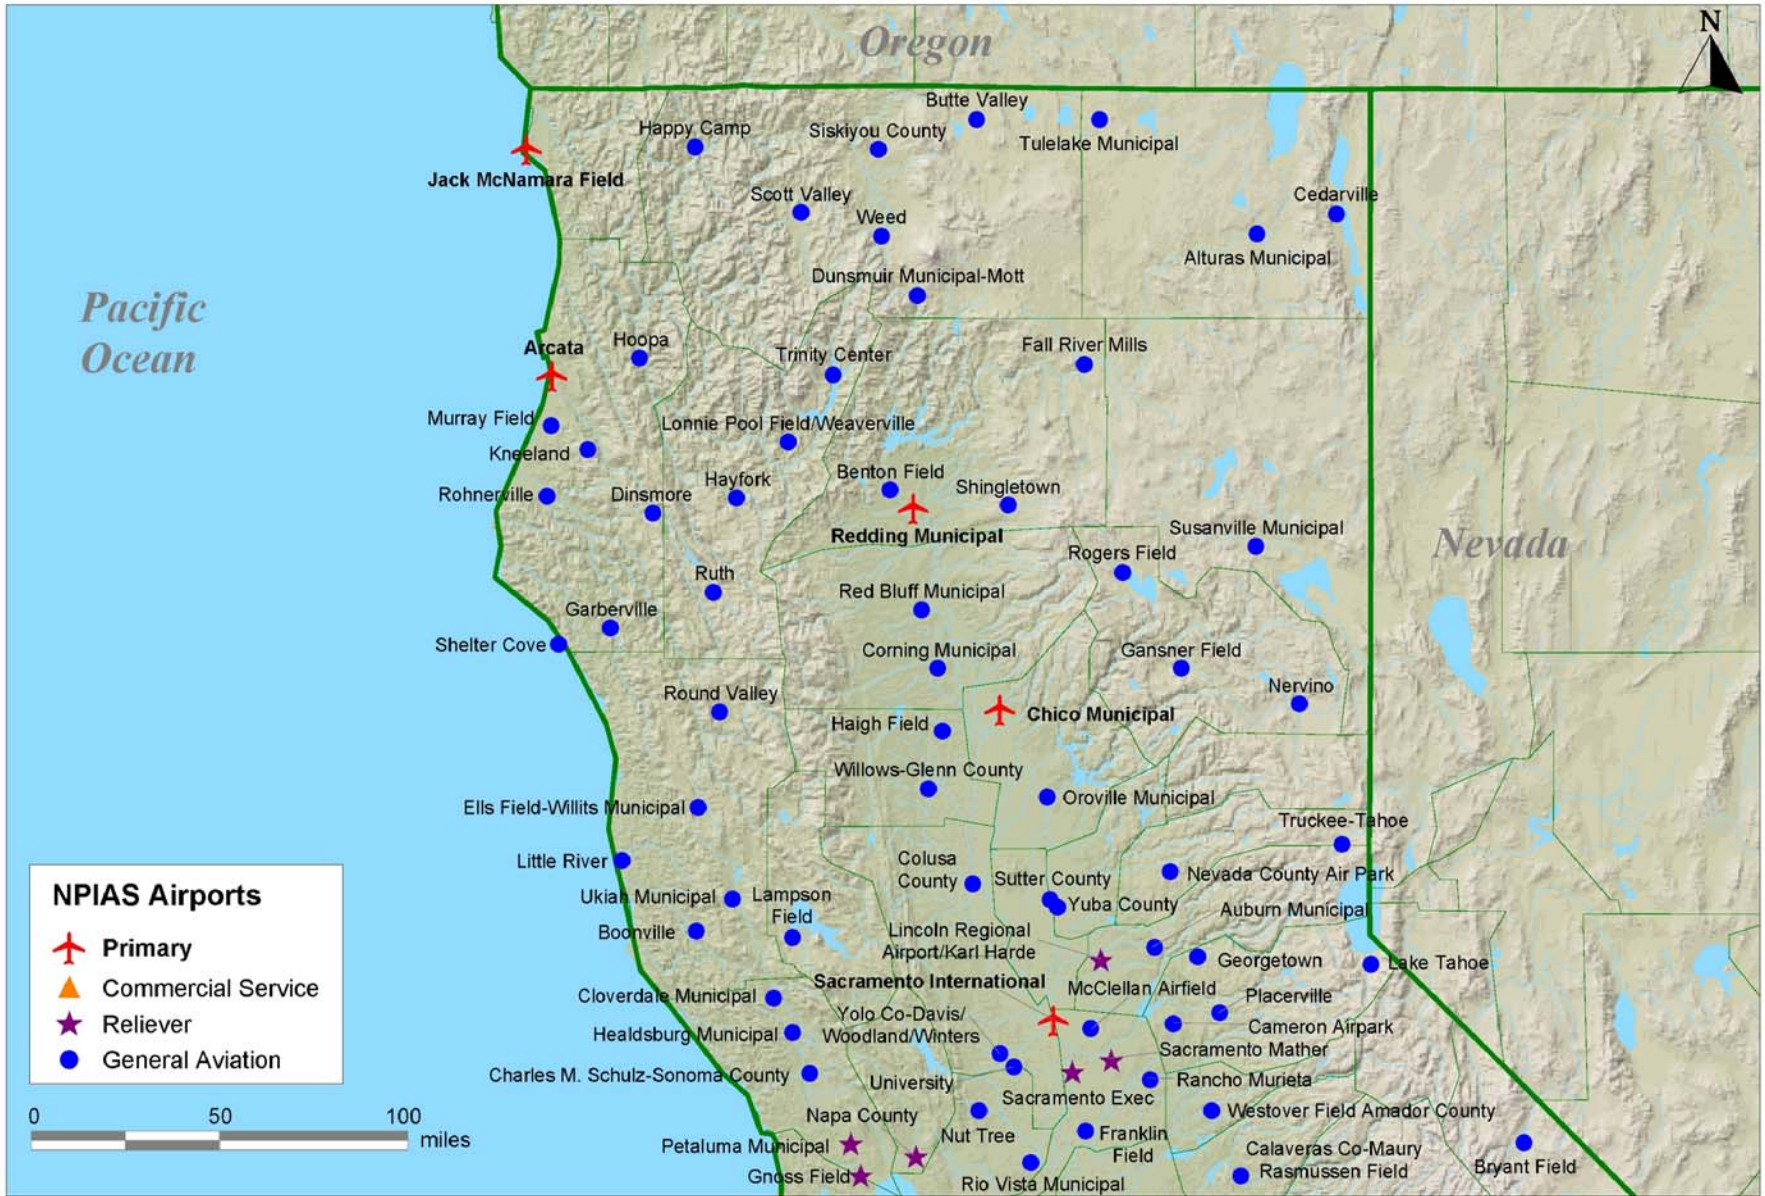 Oregon
N
Butte Valley
Happy Camp
Siskiyou County
Tulelake Municipal
Jack McNamara Field
Scott Valley
Cedarville
Weed
Alturas Municipal
Dunsmuir Municipal-Mott
Pacific
Ocean
Hoopa
Arcata
Trinity Center
Fall River Mills
Murray Field
Lonnie Pool Field/Weaverville
Kneeland
Benton Field
Hayfork
Shingletown
Rohnerville
Dinsmore
Susanville Municipal
Redding Municipal
Nevada
Rogers Field
Ruth
Red Bluff Municipal
Garberville
Shelter Cove
Corning Municipal
Gansner Field
Round Valley
Nervino
Chico Municipal
Haigh Field
Willows-Glenn County
Ells Field-Willits Municipal
Oroville Municipal
Truckee-Tahoe
Little River
Colusa
County
Sutter County
Nevada County Air Park
Ukiah Municipal
Lampson
Field
Yuba County
Auburn Municipal
Boonville
Lincoln Regional
Airport/Karl Harde
Georgetown
Lake Tahoe
Sacramento International
McClellan Airfield
Cloverdale Municipal
Placerville
Yolo Co-Davis/
Woodland/Winters
Cameron Airpark
Healdsburg Municipal
Sacramento Mather
Charles M. Schulz-Sonoma County
University
Rancho Murieta
Sacramento Exec
Napa County
Westover Field Amador County
Nut Tree
Franklin
Field
Petaluma Municipal
Calaveras Co-Maury
Rasmussen Field
Bryant Field
Gnoss Field
Rio Vista Municipal
NPIAS Airports
Primary
Commercial Service
Reliever
General Aviation
0 50 100
miles